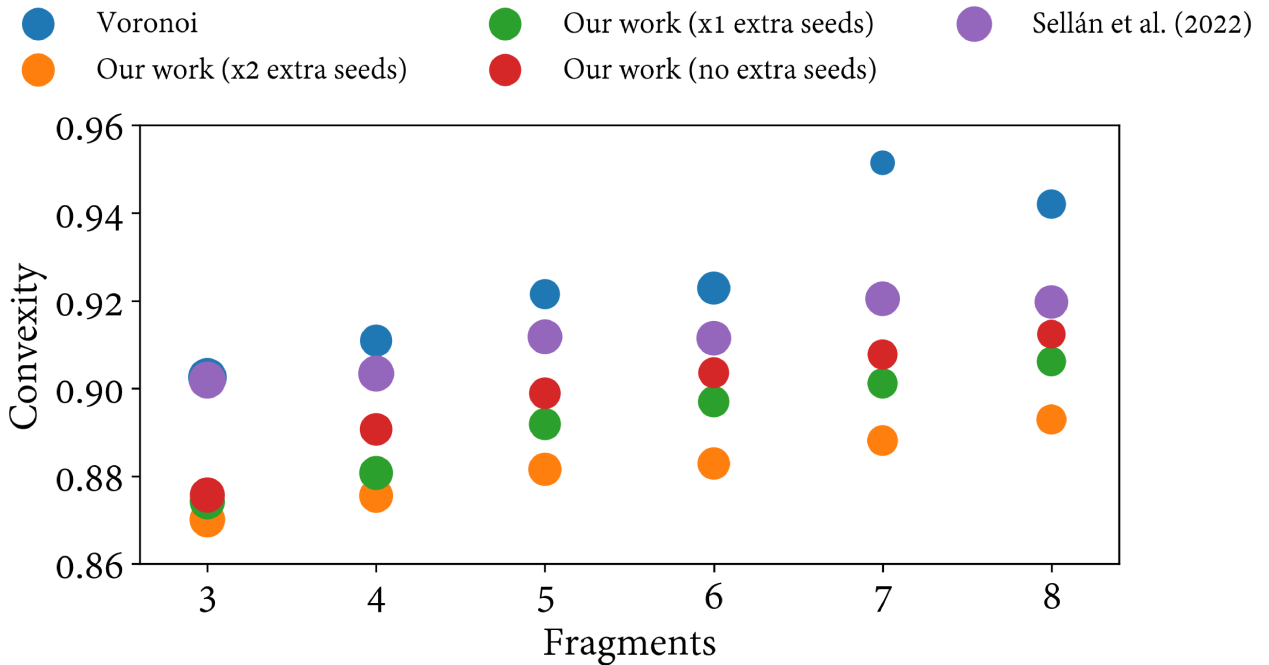 Voronoi
Our work (x2 extra seeds)
Our work (x1 extra seeds)
Our work (no extra seeds)
Sellán et al. (2022)
0.96
0.94
0.92
0.90
0.88
0.86
Convexity
3 4 5 6 7 8
Fragments